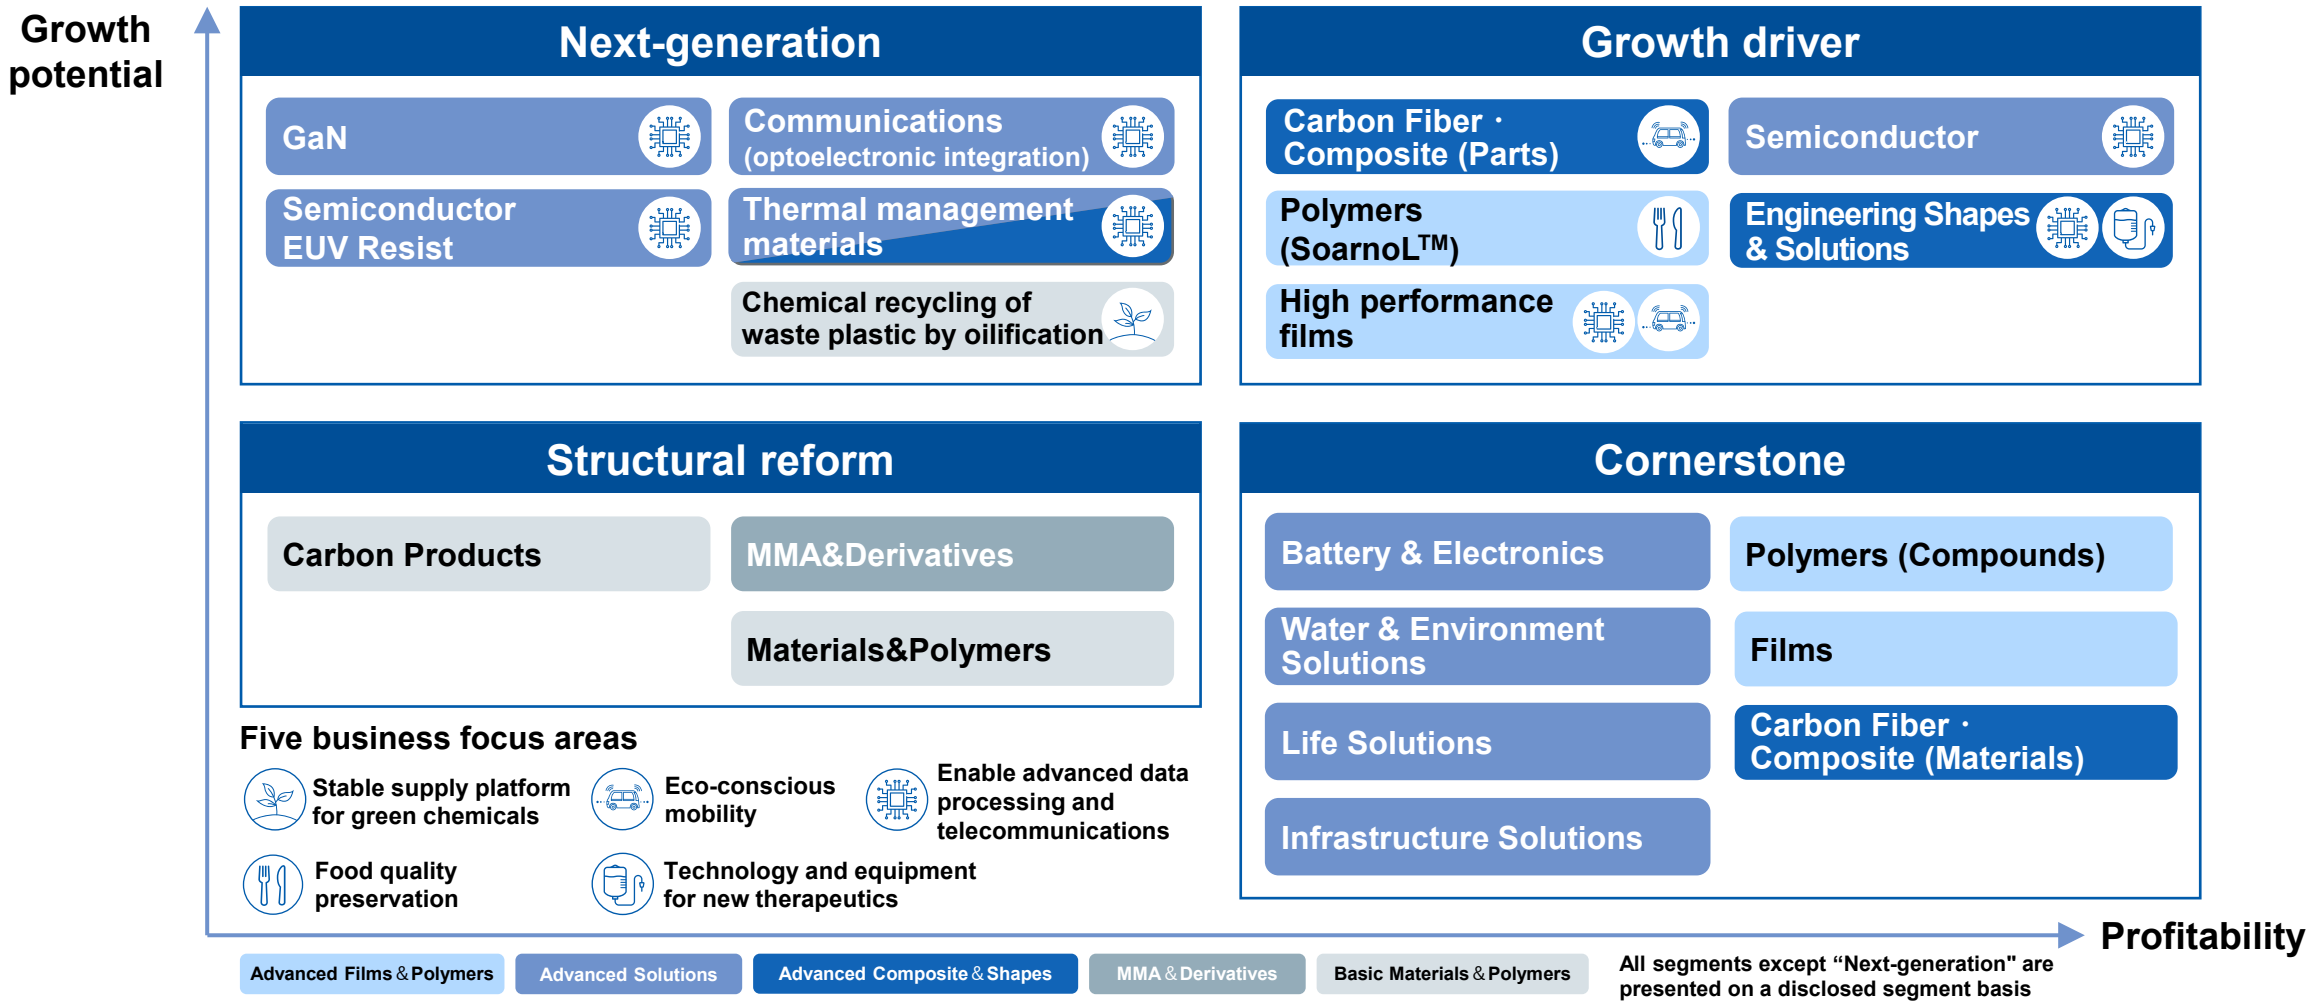 Growth
potential
Next-generation
GaN
Communications
(optoelectronic integration)
Semiconductor
EUV Resist
Thermal management
materials
Chemical recycling of
waste plastic by oilification
Growth driver
Carbon Fiber・
Composite (Parts)
Semiconductor
Polymers
(SoarnoL™)
Engineering Shapes
& Solutions
High performance
films
Structural reform
Carbon Products
MMA&Derivatives
Materials&Polymers
Cornerstone
Battery & Electronics
Polymers (Compounds)
Water & Environment
Solutions
Films
Life Solutions
Carbon Fiber・
Composite (Materials)
Infrastructure Solutions
Five business focus areas
Stable supply platform
for green chemicals
Eco-conscious
mobility
Enable advanced data
processing and
telecommunications
Food quality
preservation
Technology and equipment
for new therapeutics
Profitability
Advanced Films&Polymers
Advanced Solutions
Advanced Composite&Shapes
MMA&Derivatives
Basic Materials&Polymers
All segments except “Next-generation" are
presented on a disclosed segment basis